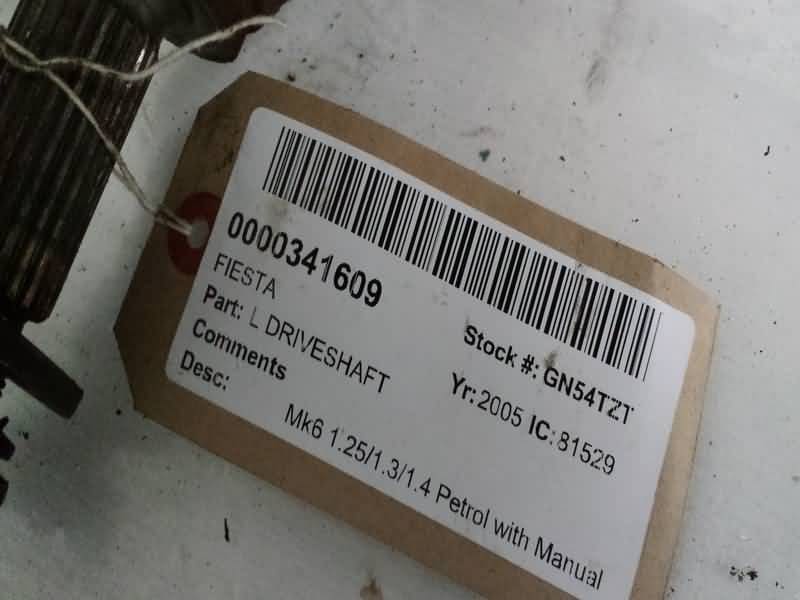 0000341609
FIESTA
Stock #: GN54TZT
Part: L DRIVESHAFT
Yr: 2005 IC: 81529
Comments
Desc:
Mk6 1.25/1.3/1.4 Petrol with Manual